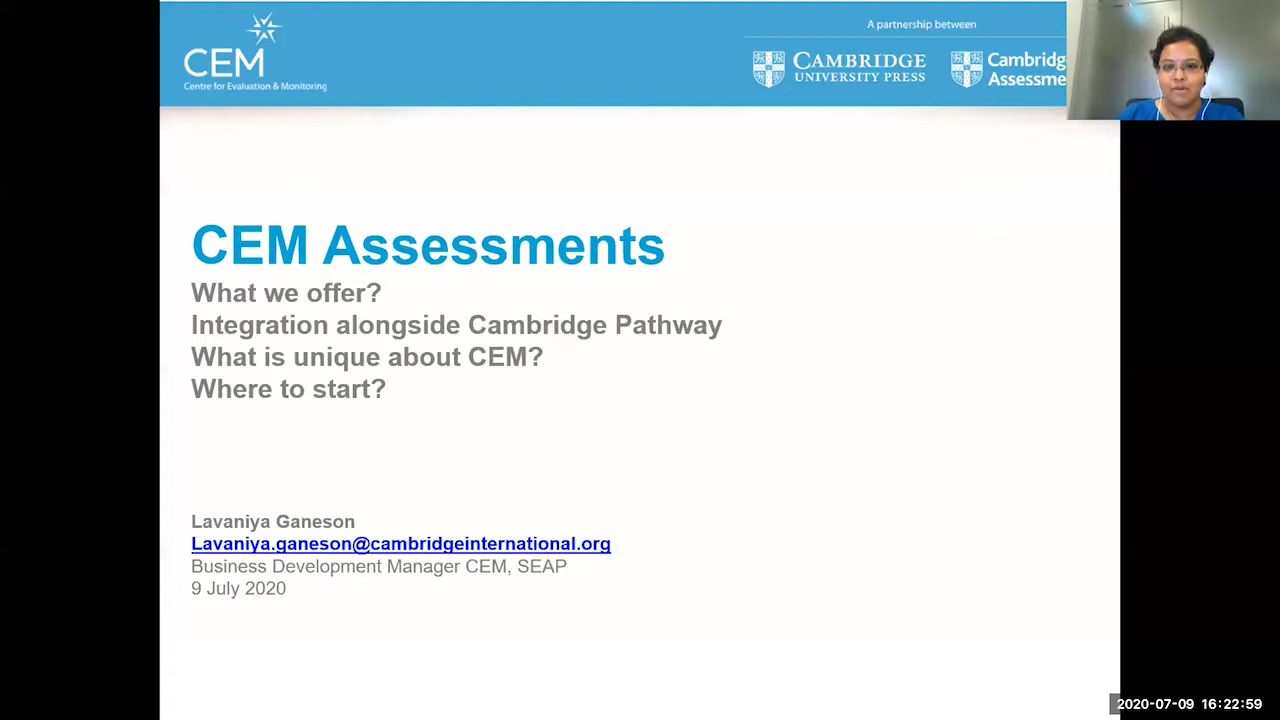 CEM
Centre for Evaluation & Monitoring
A partnership between
CAMBRIDGE
UNIVERSITY PRESS
Cambridg
Assessme
CEM Assessments
What we offer?
Integration alongside Cambridge Pathway
What is unique about CEM?
Where to start?
Lavaniya Ganeson
Lavaniya.ganeson@cambridgeinternational.org
Business Development Manager CEM, SEAP
9 July 2020
2020-07-09 16:22:59